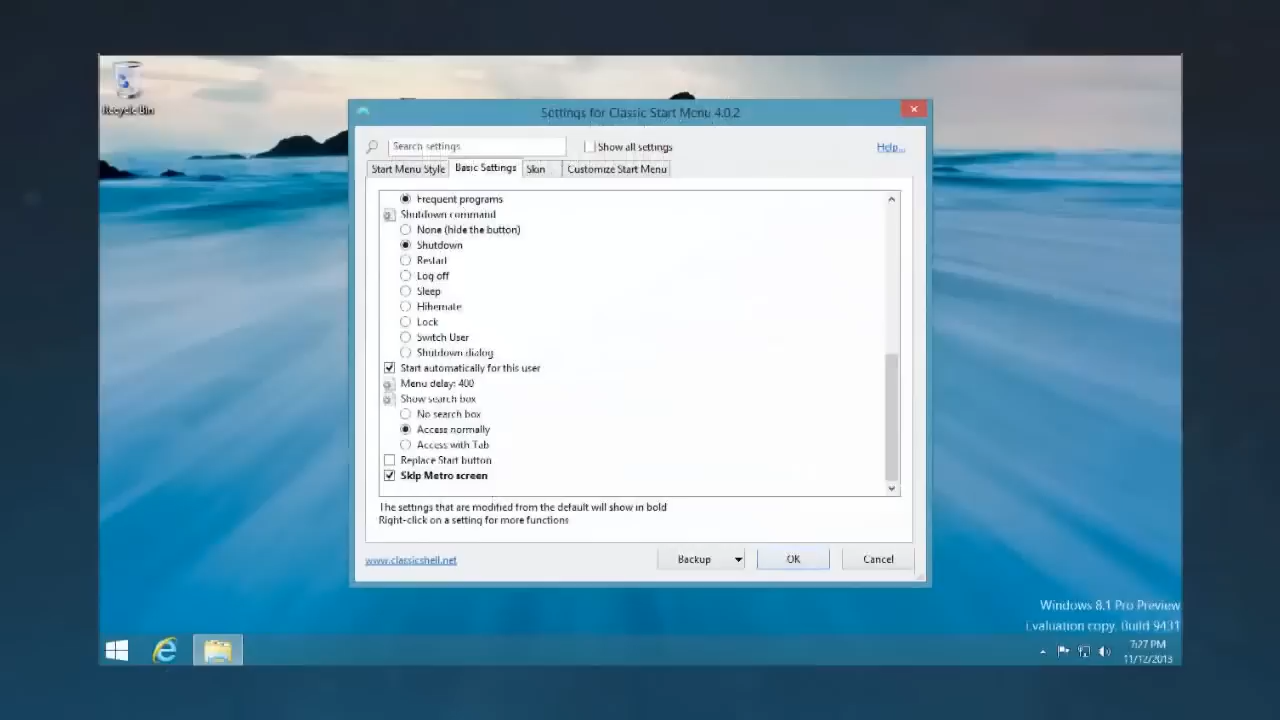 Recycle Bin
Settings for Classic Start Menu 4.0.2
Search settings
Show all settings
Help...
Start Menu Style
Basic Settings
Skin
Customize Start Menu
Frequent programs
Shutdown command
None (hide the button)
Shutdown
Restart
Log off
Sleep
Hibernate
Lock
Switch User
Shutdown dialog
Start automatically for this user
Menu delay: 400
Show search box
No search box
Access normally
Access with Tab
Replace Start button
Skip Metro screen
The settings that are modified from the default will show in bold
Right-click on a setting for more functions
www.classicshell.net
Backup
OK
Cancel
Windows 8.1 Pro Preview
Evaluation copy. Build 9431
7:27 PM
11/12/2013